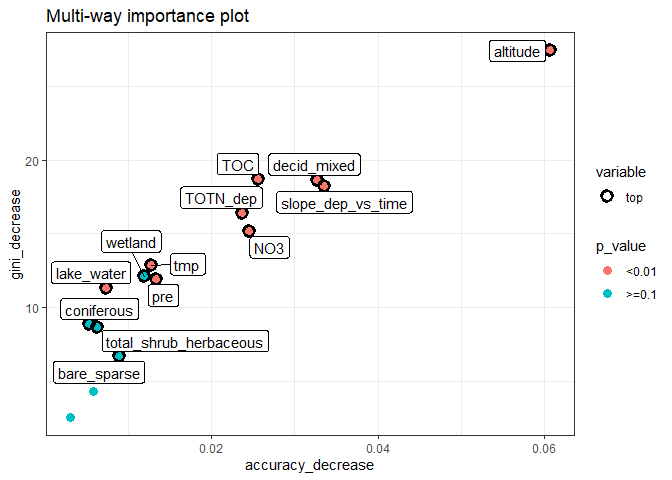 Multi-way importance plot
altitude
TOC
decid_mixed
TOTN_dep
slope_dep_vs_time
NO3
wetland
tmp
lake_water
pre
coniferous
total_shrub_herbaceous
bare_sparse
20
10
gini_decrease
0.02
0.04
0.06
accuracy_decrease
variable
top
p_value
<0.01
>=0.1